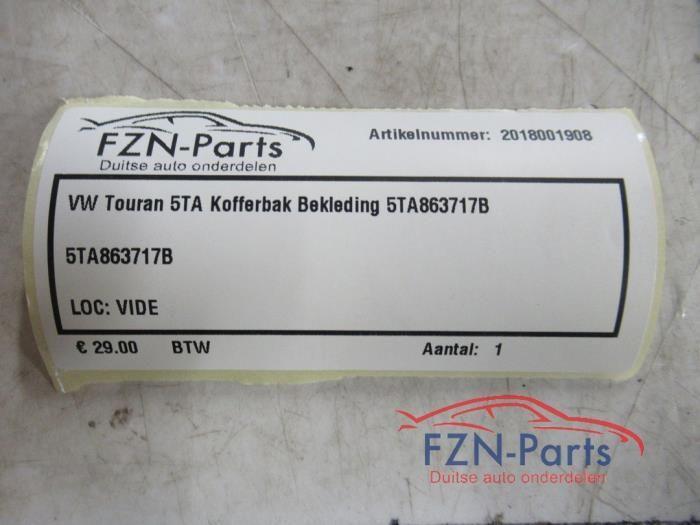 FZN-Parts
Duitse auto onderdelen
Artikelnummer: 2018001908
VW Touran 5TA Kofferbak Bekleding 5TA863717B
5TA863717B
LOC: VIDE
€ 29.00 BTW Aantal: 1
FZN-Parts
Duitse auto onderdelen